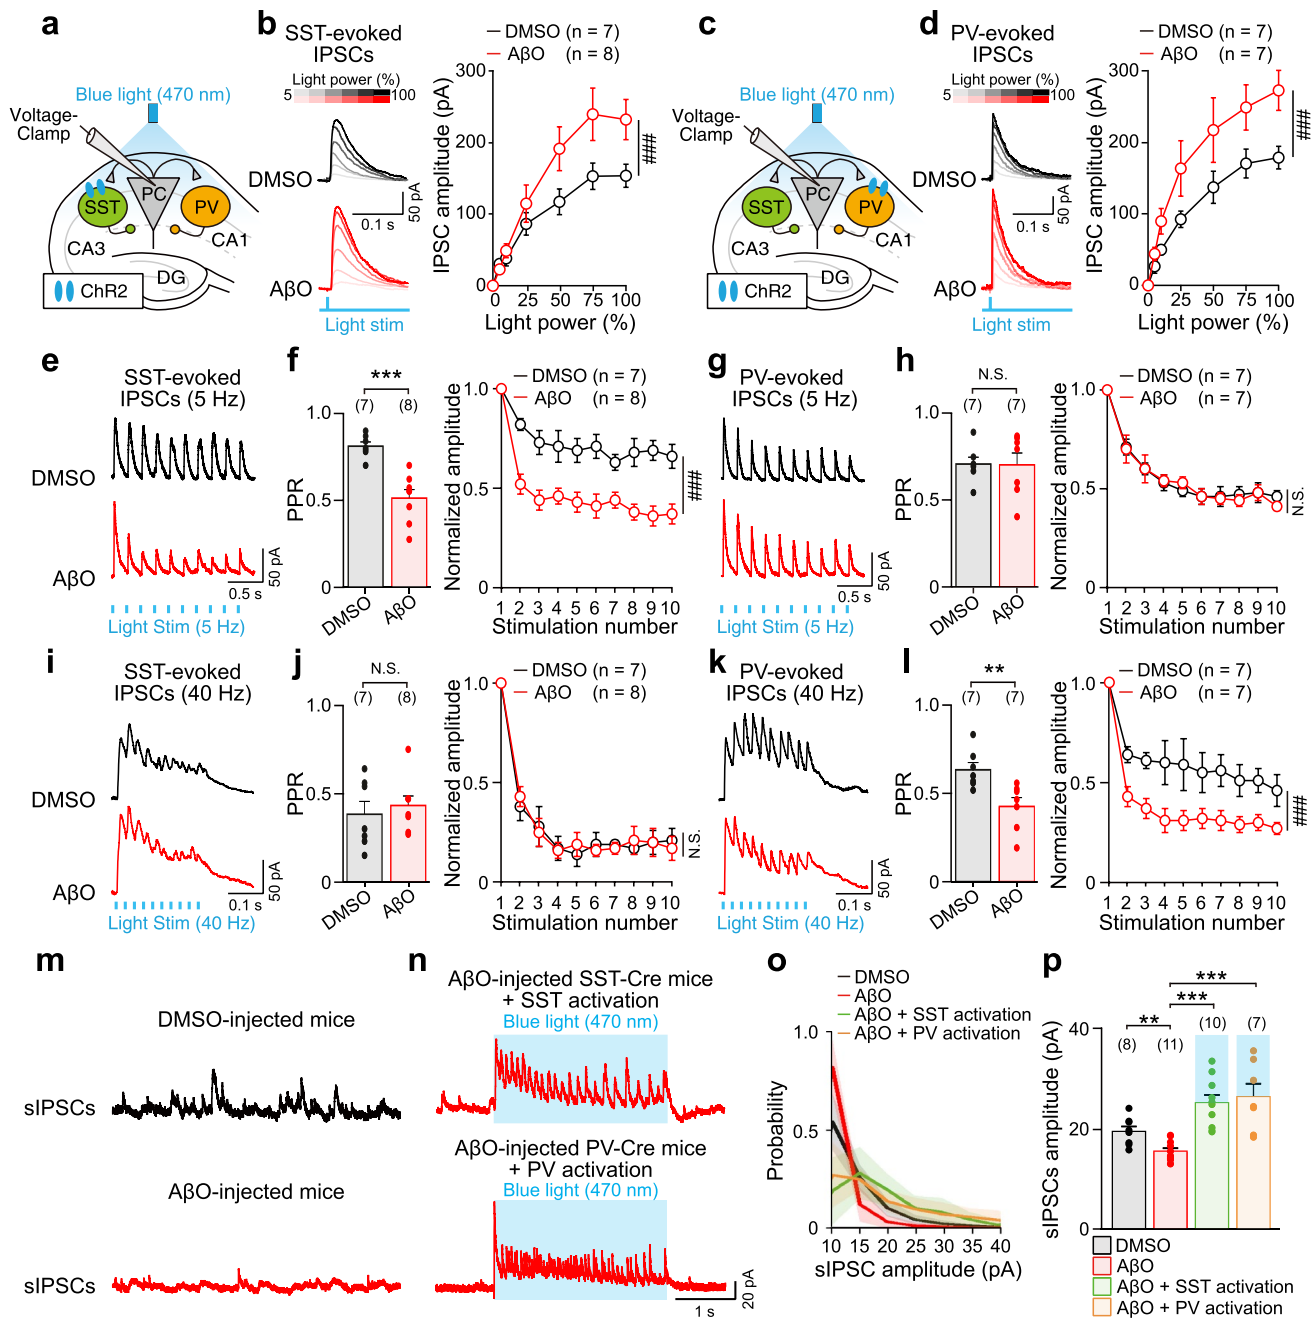 a
Blue light (470 nm)
Voltage-
Clamp
PC
SST
PV
CA3
CA1
DG
ChR2
b
SST-evoked
IPSCs
Light power (%)
5
100
DMSO
50 pA
0.1 s
AβO
Light stim
DMSO (n = 7)
AβO (n = 8)
IPSC amplitude (pA)
300
200
100
0
0 25 50 75 100
Light power (%)
####
c
Blue light (470 nm)
Voltage-
Clamp
PC
SST
PV
CA3
CA1
DG
ChR2
d
PV-evoked
IPSCs
Light power (%)
5
100
DMSO
50 pA
0.1 s
AβO
Light stim
DMSO (n = 7)
AβO (n = 7)
IPSC amplitude (pA)
300
200
100
0
0 25 50 75 100
Light power (%)
####
e
SST-evoked
IPSCs (5 Hz)
DMSO
AβO
50 pA
0.5 s
Light Stim (5 Hz)
f
***
(7) (8)
1.0
0.5
0
PPR
DMSO
AβO
DMSO (n = 7)
AβO (n = 8)
Normalized amplitude
1.0
0.5
0
####
1 2 3 4 5 6 7 8 9 10
Stimulation number
g
PV-evoked
IPSCs (5 Hz)
50 pA
0.5 s
Light Stim (5 Hz)
h
N.S.
(7) (7)
1.0
0.5
0
PPR
DMSO
AβO
DMSO (n = 7)
AβO (n = 7)
Normalized amplitude
1.0
0.5
0
N.S.
1 2 3 4 5 6 7 8 9 10
Stimulation number
i
SST-evoked
IPSCs (40 Hz)
DMSO
AβO
50 pA
0.1 s
Light Stim (40 Hz)
j
N.S.
(7) (8)
1.0
0.5
0
PPR
DMSO
AβO
DMSO (n = 7)
AβO (n = 8)
Normalized amplitude
1.0
0.5
0
N.S.
1 2 3 4 5 6 7 8 9 10
Stimulation number
k
PV-evoked
IPSCs (40 Hz)
50 pA
0.1 s
Light Stim (40 Hz)
l
**
(7) (7)
1.0
0.5
0
PPR
DMSO
AβO
DMSO (n = 7)
AβO (n = 7)
Normalized amplitude
1.0
0.5
0
###
1 2 3 4 5 6 7 8 9 10
Stimulation number
m
DMSO-injected mice
sIPSCs
AβO-injected mice
sIPSCs
n
AβO-injected SST-Cre mice
+ SST activation
Blue light (470 nm)
AβO-injected PV-Cre mice
+ PV activation
Blue light (470 nm)
20 pA
1 s
o
DMSO
AβO
AβO + SST activation
AβO + PV activation
Probability
1.0
0.5
0
10 15 20 25 30 35 40
sIPSC amplitude (pA)
p
***
***
**
(8) (11) (10) (7)
sIPSCs amplitude (pA)
40
20
0
DMSO
AβO
AβO + SST activation
AβO + PV activation